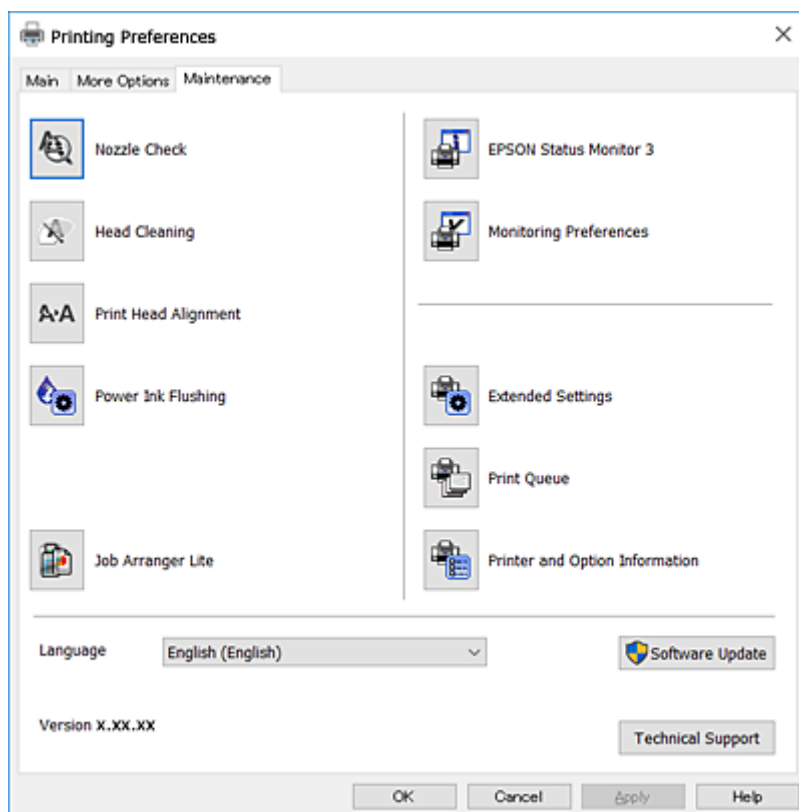 Printing Preferences
Main More Options Maintenance
Nozzle Check
Head Cleaning
A·A Print Head Alignment
Power Ink Flushing
Job Arranger Lite
EPSON Status Monitor 3
Monitoring Preferences
Extended Settings
Print Queue
Printer and Option Information
Language English (English) Software Update
Version X.XX.XX Technical Support
OK Cancel Apply Help